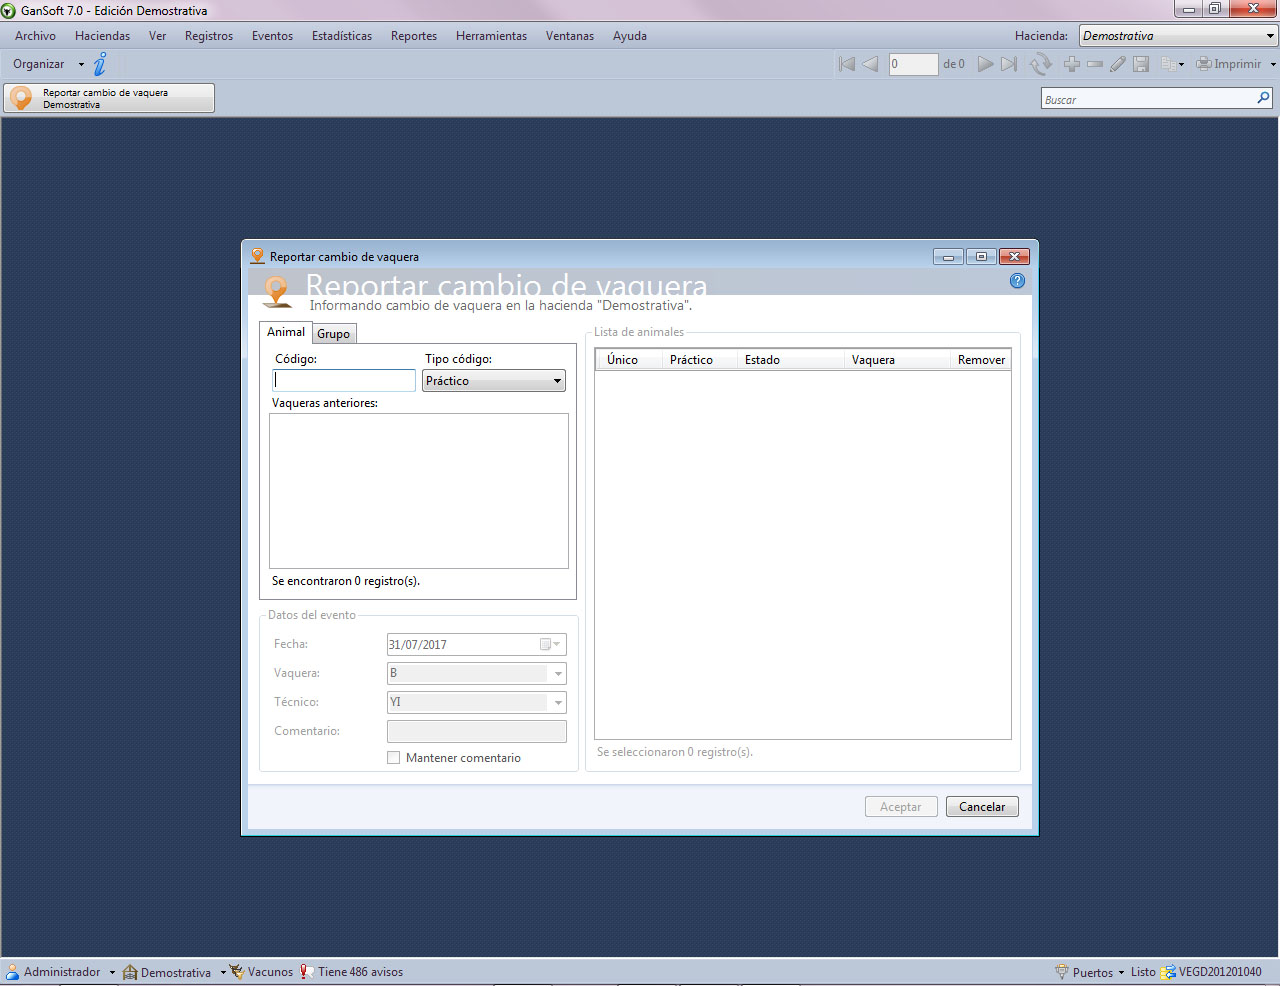 GanSoft 7.0 - Edición Demostrativa
Archivo Haciendas Ver Registros Eventos Estadísticas Reportes Herramientas Ventanas Ayuda Hacienda: Demostrativa
Organizar 0 de 0 Imprimir
Reportar cambio de vaquera
Demostrativa
Buscar
Reportar cambio de vaquera
Reportar cambio de vaquera
Informando cambio de vaquera en la hacienda "Demostrativa".
Animal Grupo
Código: Tipo código:
Práctico
Vaqueras anteriores:
Se encontraron 0 registro(s).
Datos del evento
Fecha: 31/07/2017
Vaquera: B
Técnico: YI
Comentario:
Mantener comentario
Lista de animales
Único Práctico Estado Vaquera Remover
Se seleccionaron 0 registro(s).
Aceptar Cancelar
Administrador Demostrativa Vacunos Tiene 486 avisos Puertos Listo VEGD201201040